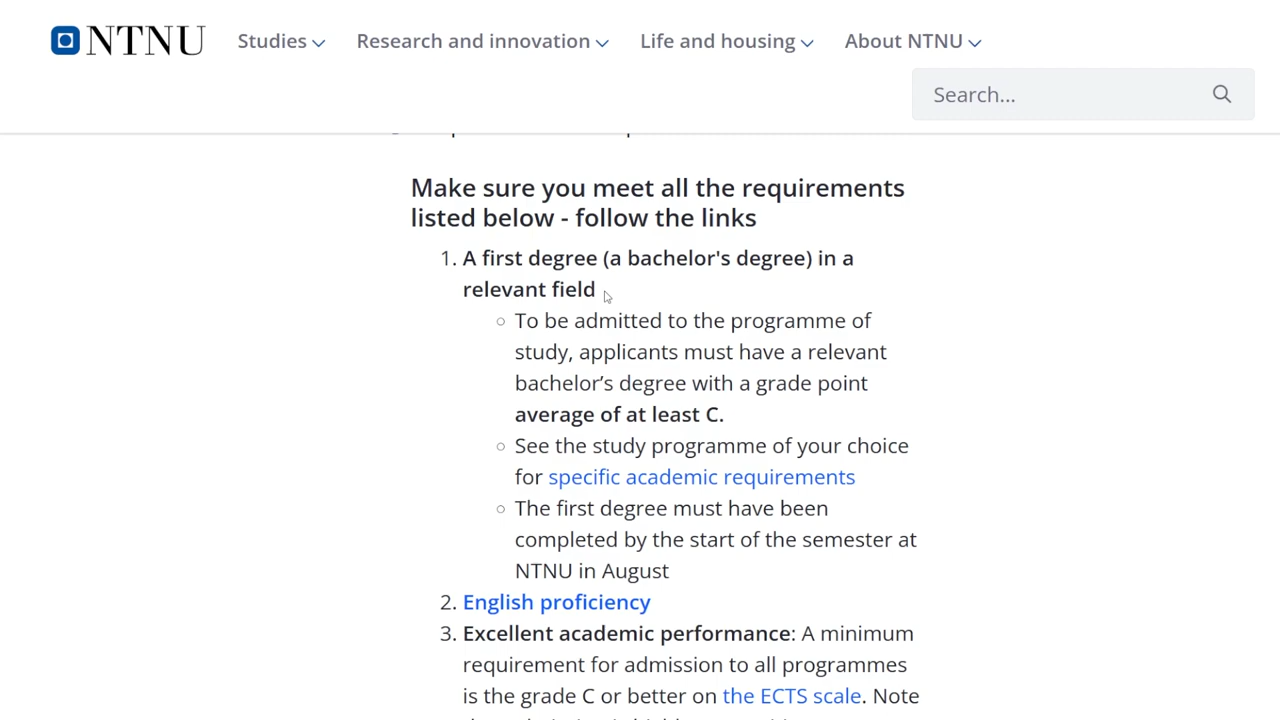 NTNU Studies Research and innovation Life and housing About NTNU
Search...
Make sure you meet all the requirements
listed below - follow the links
1. A first degree (a bachelor's degree) in a
relevant field
○ To be admitted to the programme of
study, applicants must have a relevant
bachelor’s degree with a grade point
average of at least C.
○ See the study programme of your choice
for specific academic requirements
○ The first degree must have been
completed by the start of the semester at
NTNU in August
2. English proficiency
3. Excellent academic performance: A minimum
requirement for admission to all programmes
is the grade C or better on the ECTS scale. Note